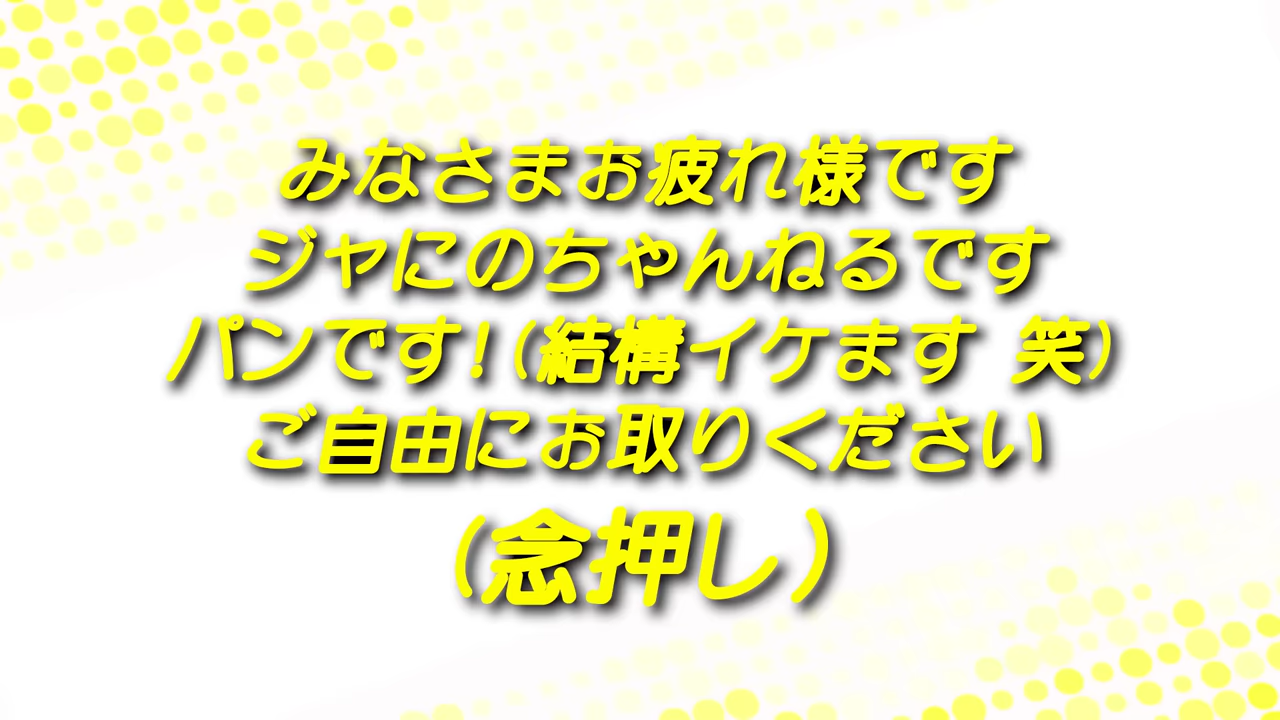 みなさまお疲れ様です
ジャにのちゃんねるです
パンです!(結構イケます 笑)
ご自由にお取りください
(念押し)